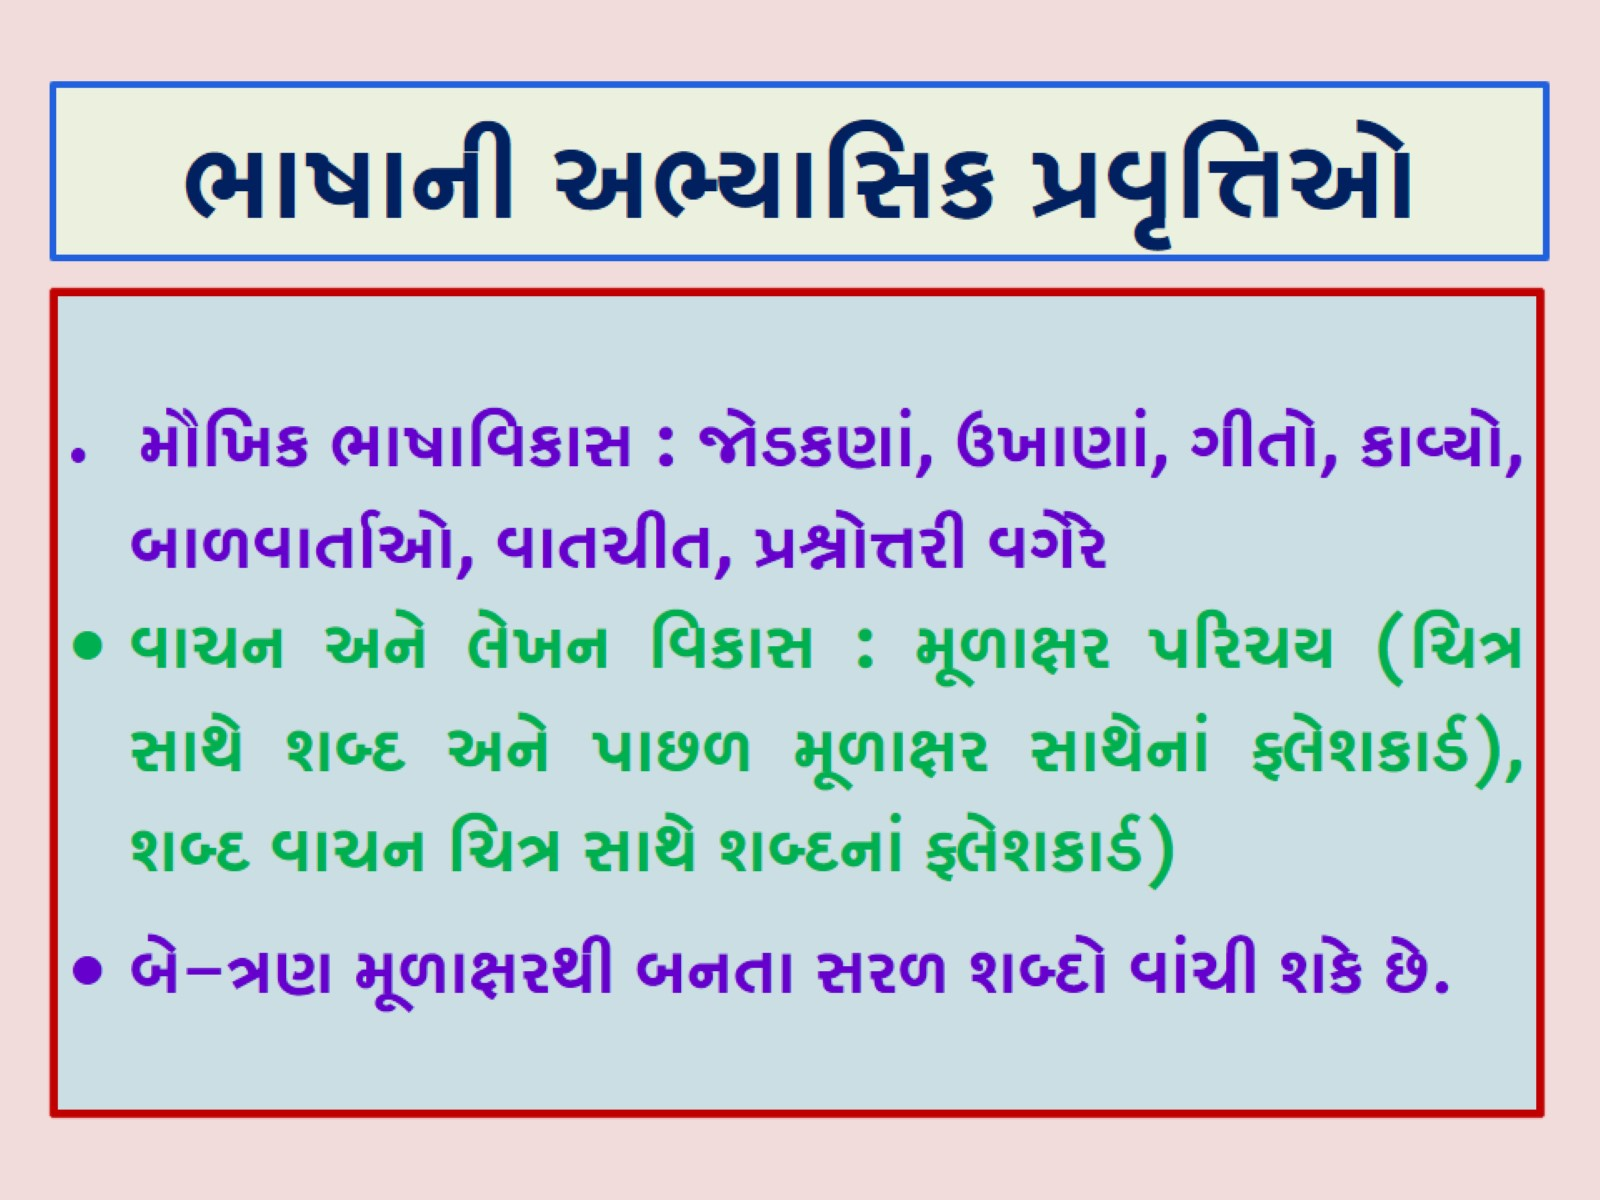 ભાષાની અભ્યાસિક પ્રવૃત્તિઓ
. મૌખિક ભાષાવિકાસ : જોડકણાં, ઉખાણાં, ગીતો, કાવ્યો,
બાળવાર્તાઓ, વાતચીત, પ્રશ્નોત્તરી વગેરે
• વાચન અને લેખન વિકાસ : મૂળાક્ષર પરિચય (ચિત્ર
સાથે શબ્દ અને પાછળ મૂળાક્ષર સાથેનાં ફ્લેશકાર્ડ),
શબ્દ વાચન ચિત્ર સાથે શબ્દનાં ફ્લેશકાર્ડ)
• બે–ત્રણ મૂળાક્ષરથી બનતા સરળ શબ્દો વાંચી શકે છે.